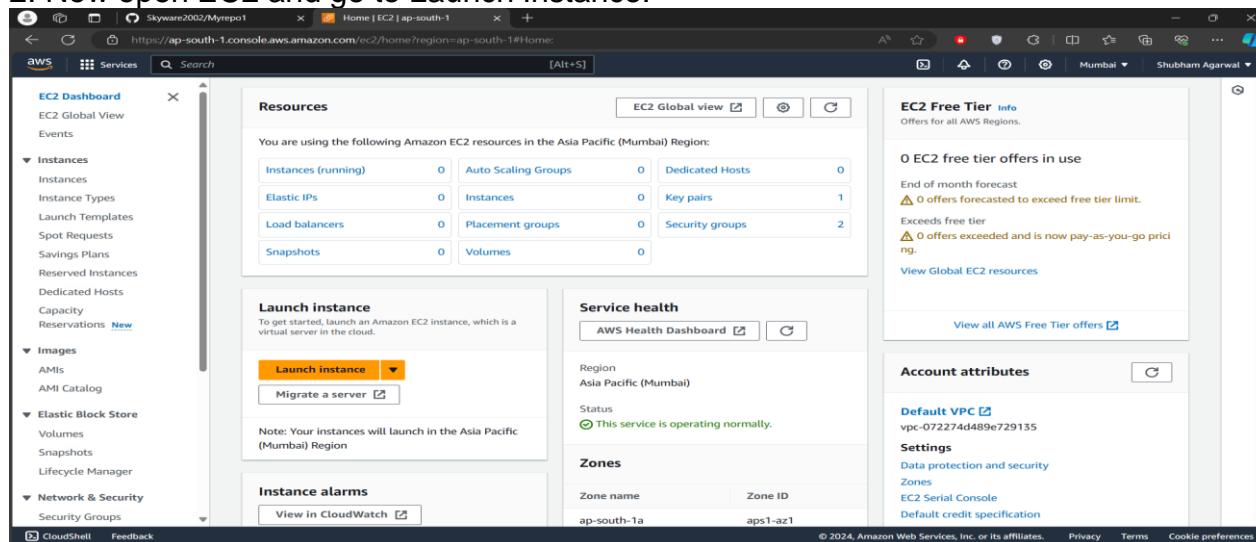 2. Now open EC2 and go to Launch Instance.
Skyware2002/Myrepo1
Home | EC2 | ap-south-1
https://ap-south-1.console.aws.amazon.com/ec2/home?region=ap-south-1#Home:
aws
Services
Search
[Alt+S]
Mumbai
Shubham Agarwal
EC2 Dashboard
EC2 Global View
Events
Instances
Instances
Instance Types
Launch Templates
Spot Requests
Savings Plans
Reserved Instances
Dedicated Hosts
Capacity
Reservations New
Images
AMIs
AMI Catalog
Elastic Block Store
Volumes
Snapshots
Lifecycle Manager
Network & Security
Security Groups
Resources
EC2 Global view
You are using the following Amazon EC2 resources in the Asia Pacific (Mumbai) Region:
Instances (running) 0
Auto Scaling Groups 0
Dedicated Hosts 0
Elastic IPs 0
Instances 0
Key pairs 1
Load balancers 0
Placement groups 0
Security groups 2
Snapshots 0
Volumes 0
Launch instance
To get started, launch an Amazon EC2 instance, which is a
virtual server in the cloud.
Launch instance
Migrate a server
Note: Your instances will launch in the Asia Pacific
(Mumbai) Region
Instance alarms
View in CloudWatch
Service health
AWS Health Dashboard
Region
Asia Pacific (Mumbai)
Status
This service is operating normally.
Zones
Zone name Zone ID
ap-south-1a aps1-az1
EC2 Free Tier Info
Offers for all AWS Regions.
0 EC2 free tier offers in use
End of month forecast
0 offers forecasted to exceed free tier limit.
Exceeds free tier
0 offers exceeded and is now pay-as-you-go prici
ng.
View Global EC2 resources
View all AWS Free Tier offers
Account attributes
Default VPC
vpc-072274d489e729135
Settings
Data protection and security
Zones
EC2 Serial Console
Default credit specification
CloudShell Feedback
© 2024, Amazon Web Services, Inc. or its affiliates. Privacy Terms Cookie preferences